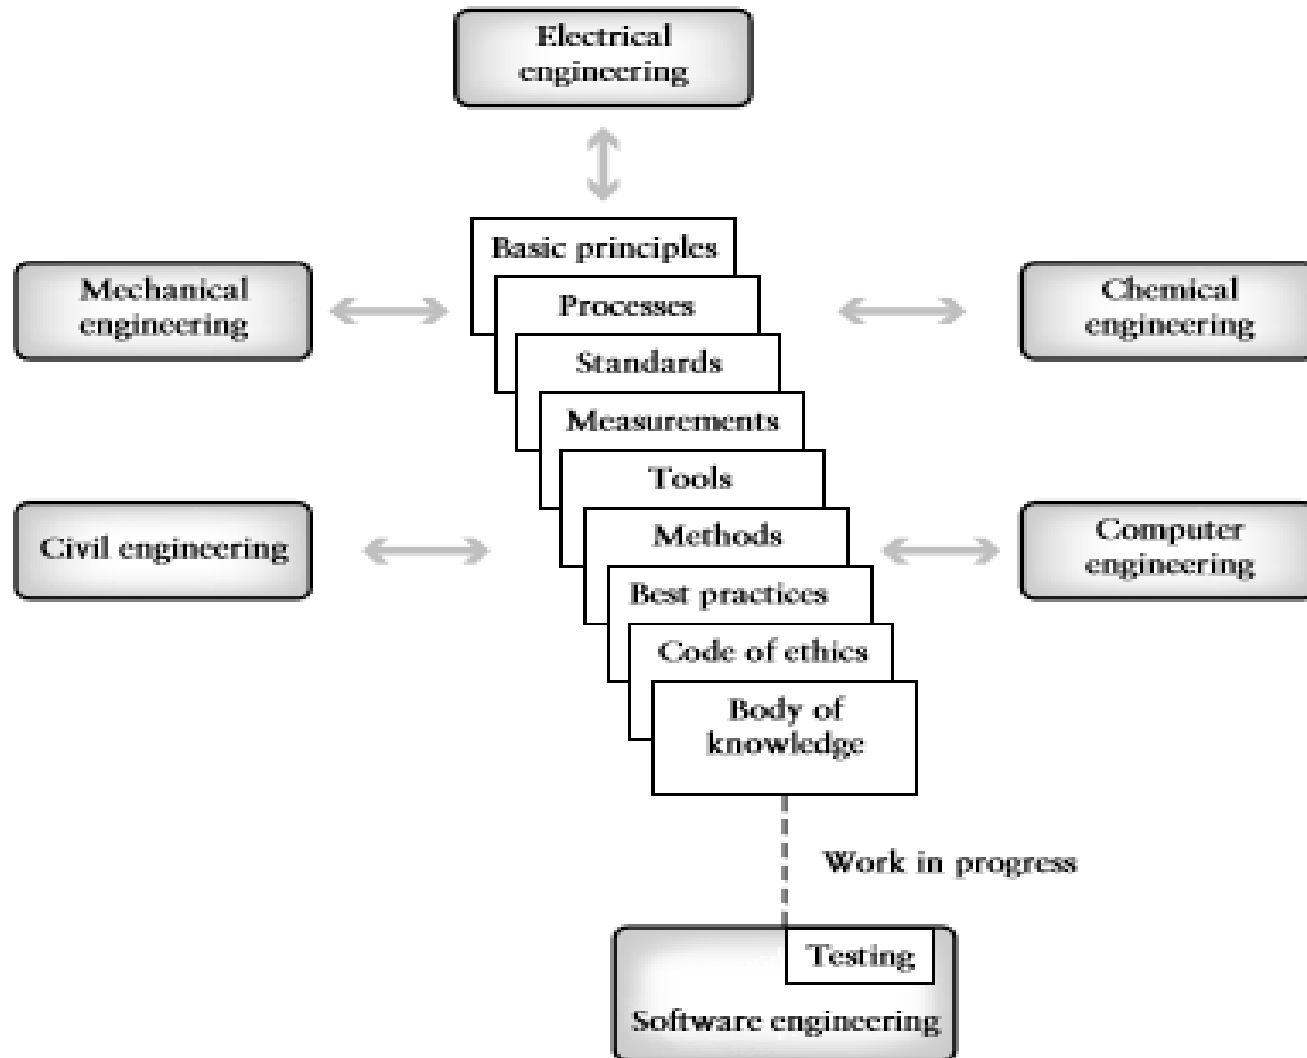 Electrical
engineering
Basic principles
Mechanical
engineering
Processes
Chemical
engineering
Standards
Measurements
Tools
Civil engineering
Methods
Computer
engineering
Best practices
Code of ethics
Body of
knowledge
Work in progress
Testing
Software engineering